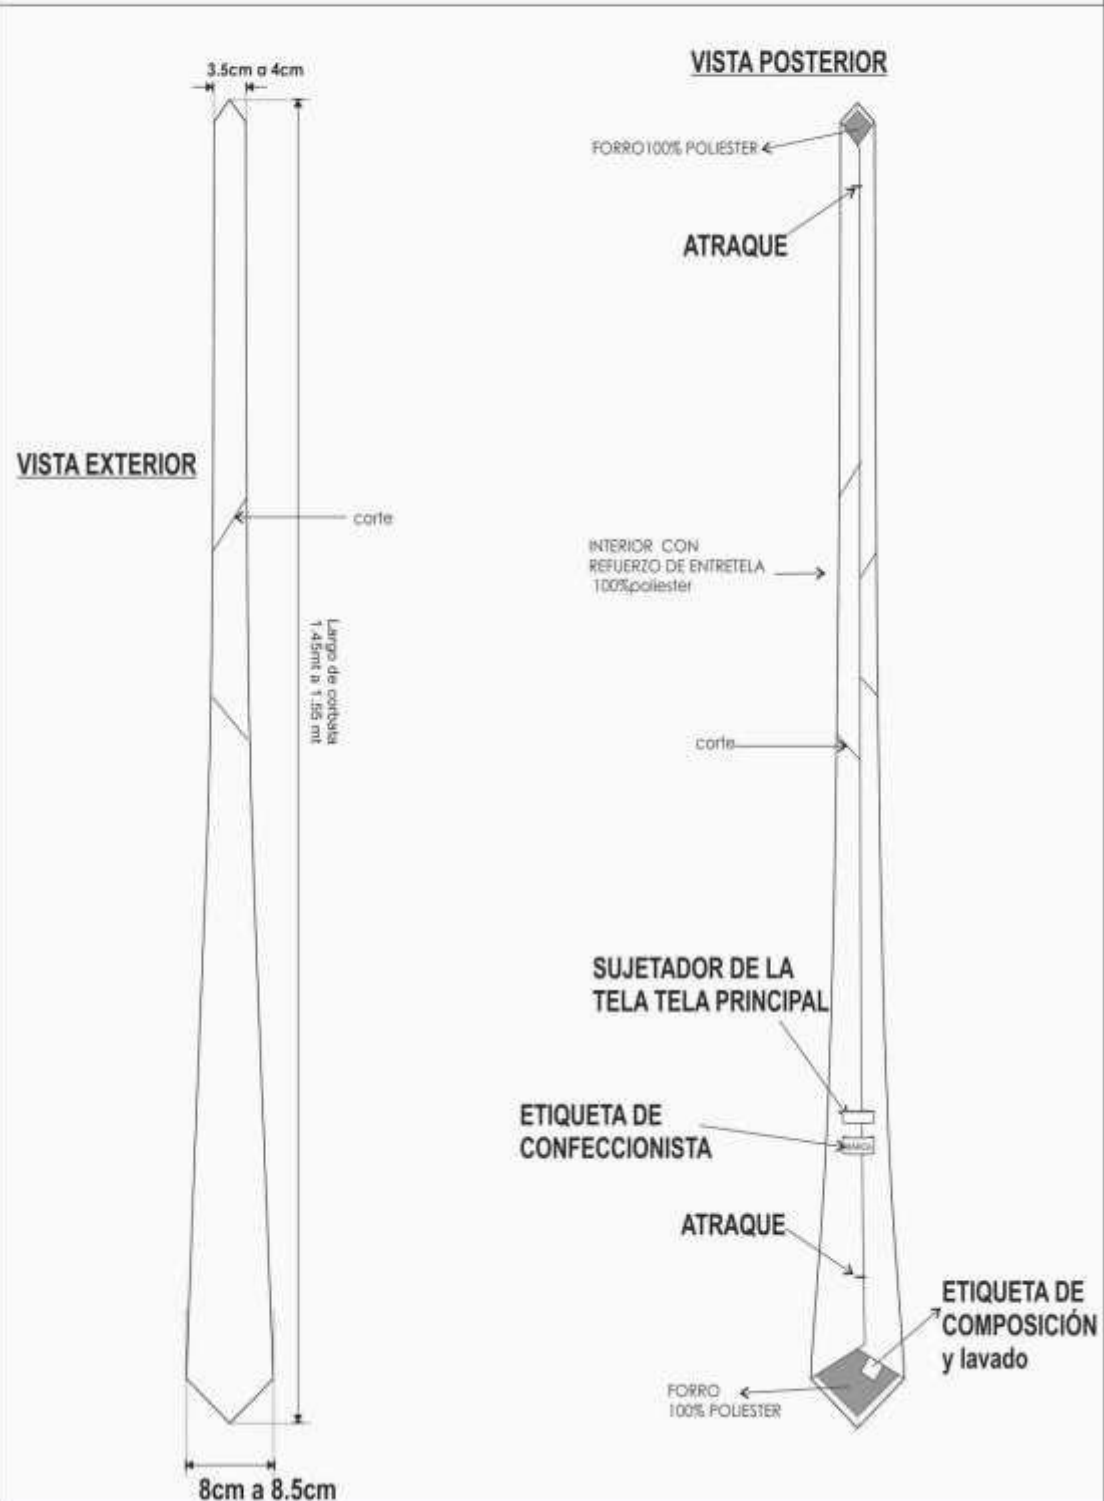 3.5cm a 4cm
VISTA POSTERIOR
FORRO100% POLIESTER
ATRAQUE
VISTA EXTERIOR
corte
INTERIOR CON
REFUERZO DE ENTRETELA
100%poliester
Largo de corbata
1.45mt a 1.55 mt
corte
SUJETADOR DE LA
TELA TELA PRINCIPAL
ETIQUETA DE
CONFECCIONISTA
ATRAQUE
ETIQUETA DE
COMPOSICIÓN
y lavado
FORRO
100% POLIESTER
8cm a 8.5cm